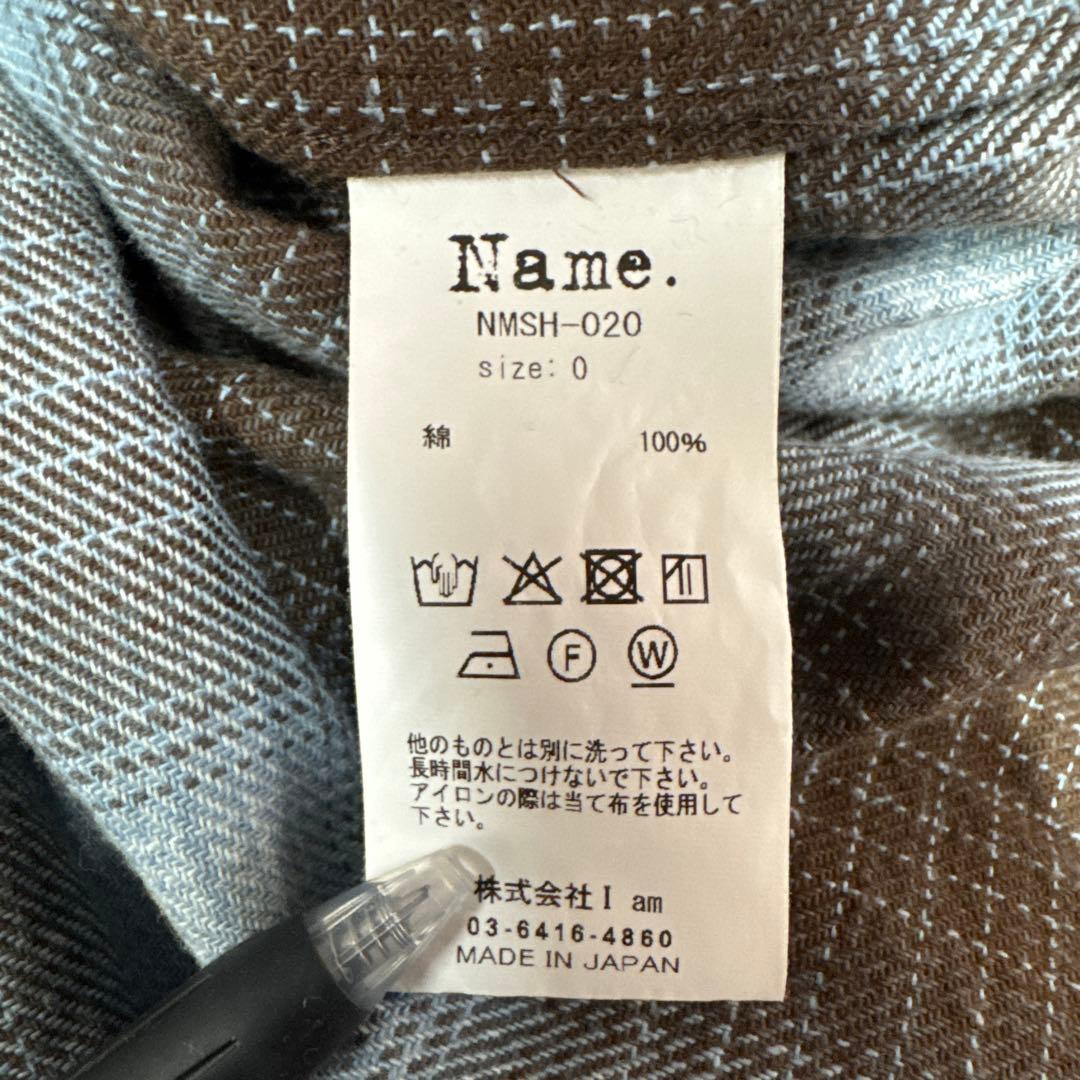 Name.
NMSH-020
size: 0
綿 100%
F W
他のものとは別に洗って下さい。
長時間水につけないで下さい。
アイロンの際は当て布を使用して
下さい。
株式会社I am
03-6416-4860
MADE IN JAPAN